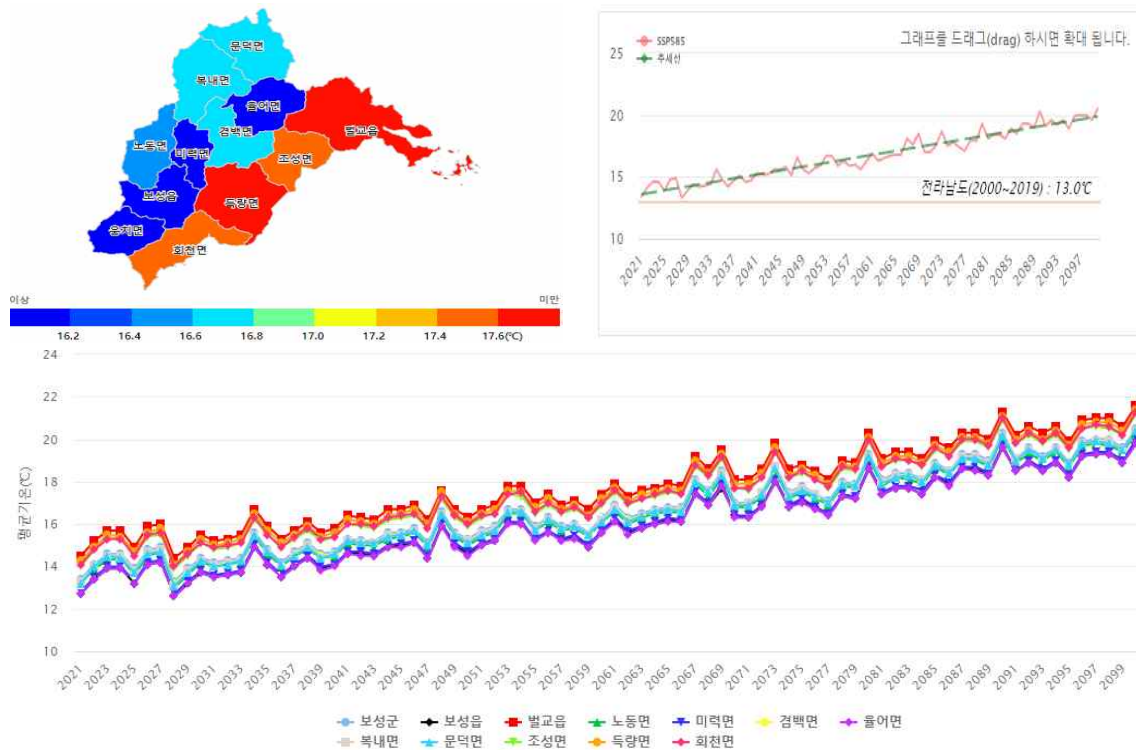 문덕면
복내면
율어면
벌교읍
겸백면
노동면
미력면
조성면
보성읍
득량면
웅치면
회천면
이상
미만
16.2 16.4 16.6 16.8 17.0 17.2 17.4 17.6(℃)
SSP585
추세선
그래프를 드래그(drag) 하시면 확대 됩니다.
25
20
15
10
전라남도(2000~2019) : 13.0℃
2021 2025 2029 2033 2037 2041 2045 2049 2053 2057 2061 2065 2069 2073 2077 2081 2085 2089 2093 2097
평균기온(℃)
24
22
20
18
16
14
12
10
2021 2023 2025 2027 2029 2031 2033 2035 2037 2039 2041 2043 2045 2047 2049 2051 2053 2055 2057 2059 2061 2063 2065 2067 2069 2071 2073 2075 2077 2079 2081 2083 2085 2087 2089 2091 2093 2095 2097 2099
보성군 보성읍 벌교읍 노동면 미력면 겸백면 율어면
복내면 문덕면 조성면 득량면 회천면